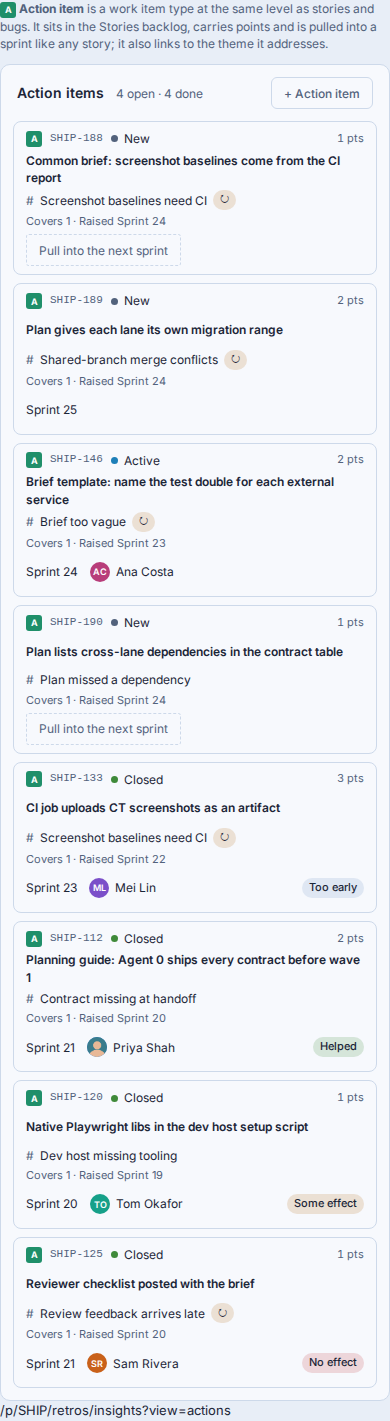 A Action item is a work item type at the same level as stories and
bugs. It sits in the Stories backlog, carries points and is pulled into a
sprint like any story; it also links to the theme it addresses.
Action items 4 open · 4 done + Action item
A SHIP-188 New 1 pts
Common brief: screenshot baselines come from the CI
report
# Screenshot baselines need CI
Covers 1 · Raised Sprint 24
Pull into the next sprint
A SHIP-189 New 2 pts
Plan gives each lane its own migration range
# Shared-branch merge conflicts
Covers 1 · Raised Sprint 24
Sprint 25
A SHIP-146 Active 2 pts
Brief template: name the test double for each external
service
# Brief too vague
Covers 1 · Raised Sprint 23
Sprint 24 AC Ana Costa
A SHIP-190 New 1 pts
Plan lists cross-lane dependencies in the contract table
# Plan missed a dependency
Covers 1 · Raised Sprint 24
Pull into the next sprint
A SHIP-133 Closed 3 pts
CI job uploads CT screenshots as an artifact
# Screenshot baselines need CI
Covers 1 · Raised Sprint 22
Sprint 23 ML Mei Lin Too early
A SHIP-112 Closed 2 pts
Planning guide: Agent 0 ships every contract before wave
1
# Contract missing at handoff
Covers 1 · Raised Sprint 20
Sprint 21 Priya Shah Helped
A SHIP-120 Closed 1 pts
Native Playwright libs in the dev host setup script
# Dev host missing tooling
Covers 1 · Raised Sprint 19
Sprint 20 TO Tom Okafor Some effect
A SHIP-125 Closed 1 pts
Reviewer checklist posted with the brief
# Review feedback arrives late
Covers 1 · Raised Sprint 20
Sprint 21 SR Sam Rivera No effect
/p/SHIP/retros/insights?view=actions